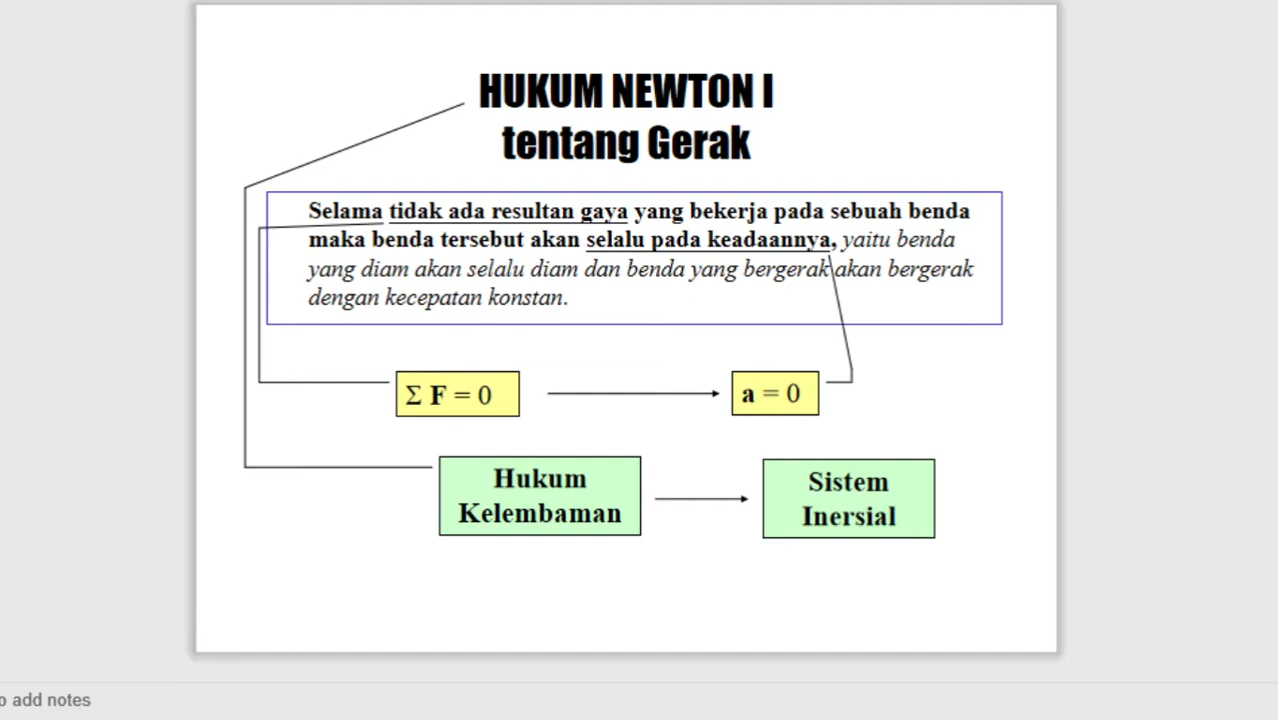 HUKUM NEWTON I
tentang Gerak
Selama tidak ada resultan gaya yang bekerja pada sebuah benda
maka benda tersebut akan selalu pada keadaannya, yaitu benda
yang diam akan selalu diam dan benda yang bergerak akan bergerak
dengan kecepatan konstan.
Σ F = 0
a = 0
Hukum
Kelembaman
Sistem
Inersial
o add notes